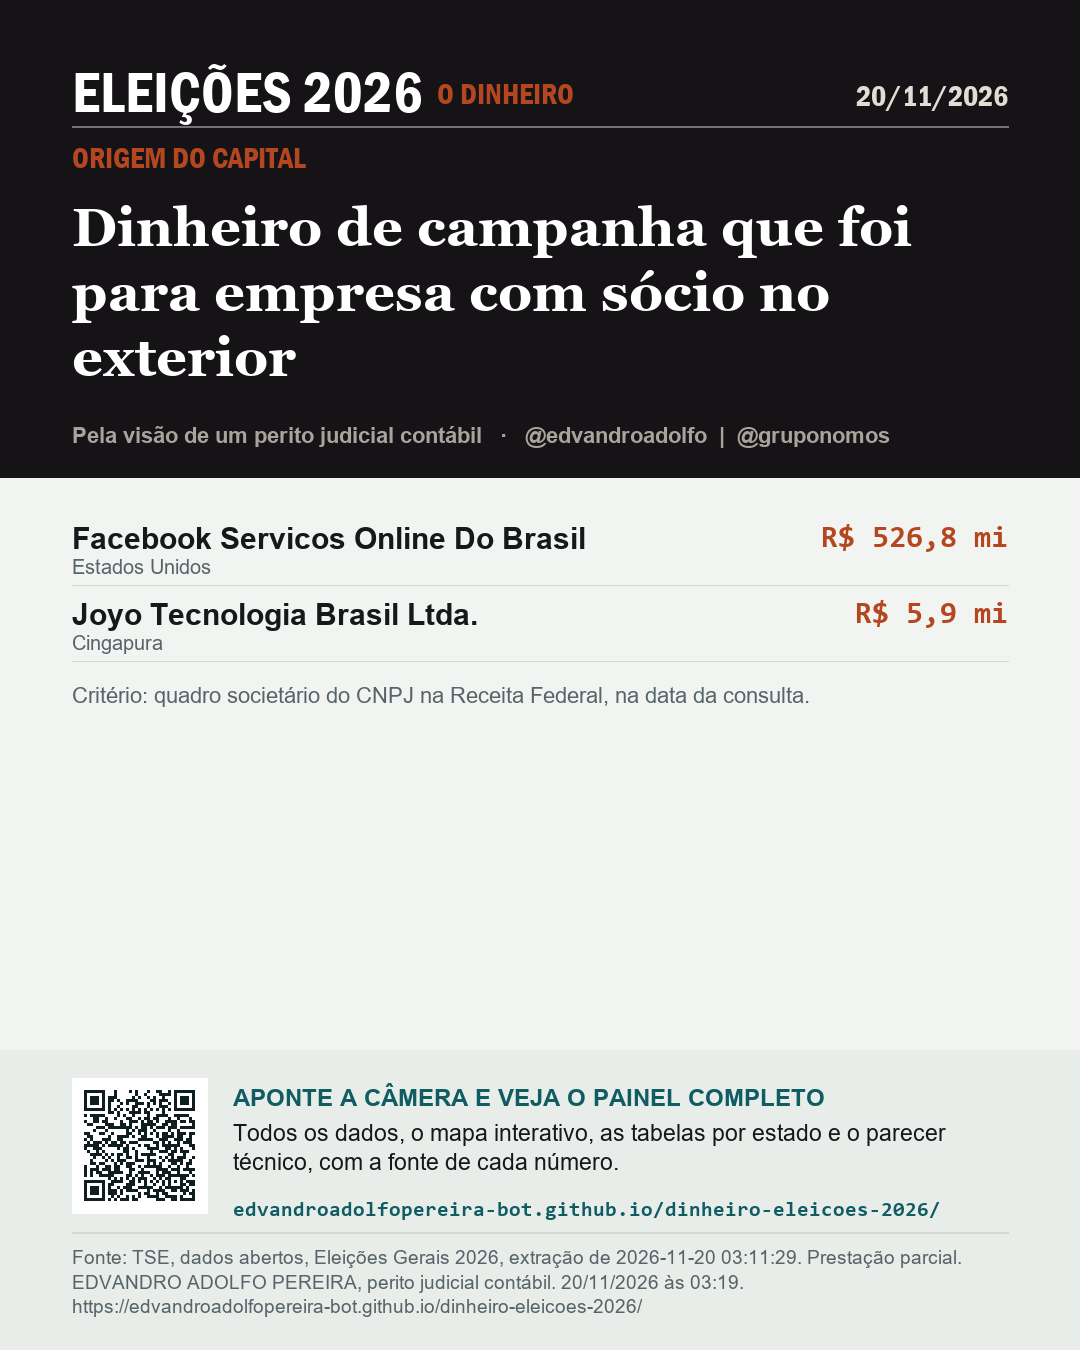 ELEIÇÕES 2026 O DINHEIRO 20/11/2026
ORIGEM DO CAPITAL
Dinheiro de campanha que foi
para empresa com sócio no
exterior
Pela visão de um perito judicial contábil · @edvandroadolfo | @gruponomos
Facebook Servicos Online Do Brasil R$ 526,8 mi
Estados Unidos
Joyo Tecnologia Brasil Ltda. R$ 5,9 mi
Cingapura
Critério: quadro societário do CNPJ na Receita Federal, na data da consulta.
APONTE A CÂMERA E VEJA O PAINEL COMPLETO
Todos os dados, o mapa interativo, as tabelas por estado e o parecer
técnico, com a fonte de cada número.
edvandroadolfopereira-bot.github.io/dinheiro-eleicoes-2026/
Fonte: TSE, dados abertos, Eleições Gerais 2026, extração de 2026-11-20 03:11:29. Prestação parcial.
EDVANDRO ADOLFO PEREIRA, perito judicial contábil. 20/11/2026 às 03:19.
https://edvandroadolfopereira-bot.github.io/dinheiro-eleicoes-2026/